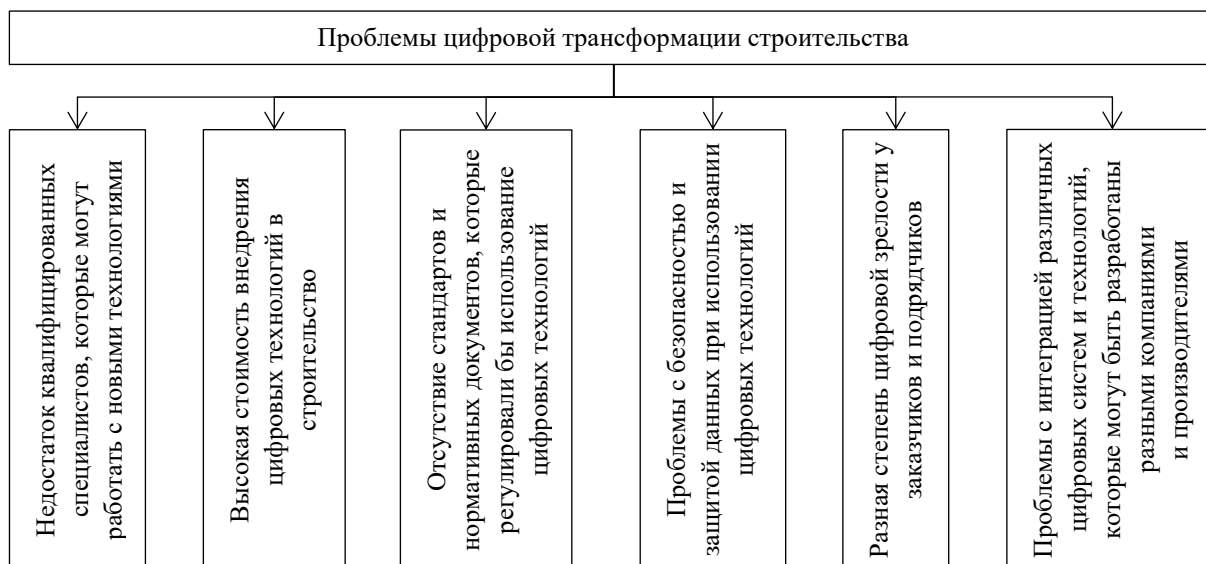 Проблемы цифровой трансформации строительства
Недостаток квалифицированных
специалистов, которые могут
работать с новыми технологиями
Высокая стоимость внедрения
цифровых технологий в
строительство
Отсутствие стандартов и
нормативных документов, которые
регулировали бы использование
цифровых технологий
Проблемы с безопасностью и
защитой данных при использовании
цифровых технологий
Разная степень цифровой зрелости у
заказчиков и подрядчиков
Проблемы с интеграцией различных
цифровых систем и технологий,
которые могут быть разработаны
разными компаниями
и производителями